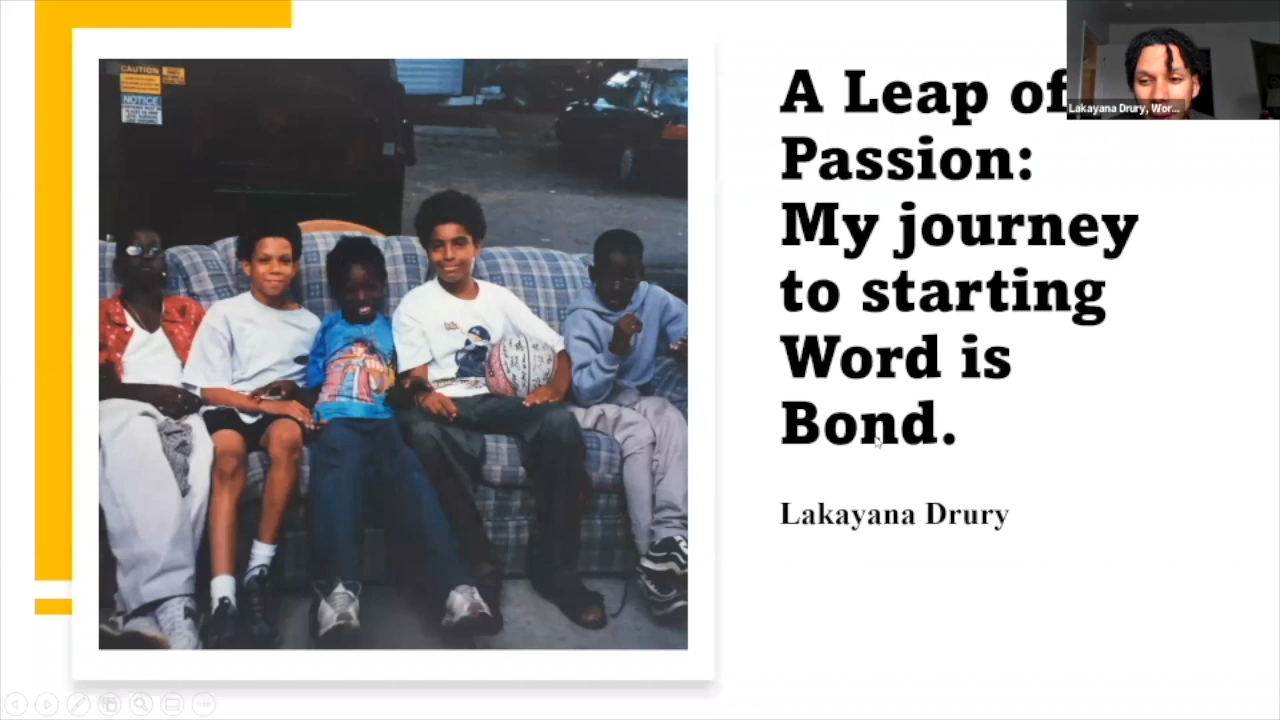 A Leap of
Passion:
My journey
to starting
Word is
Bond.
Lakayana Drury
Lakayana Drury, Wor...
CAUTION
NOTICE